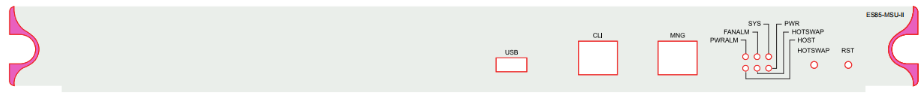 ES85-MSU-II
SYS PWR
FANALM HOTSWAP
PWRALM HOST
CLI
MNG
USB
HOTSWAP
RST